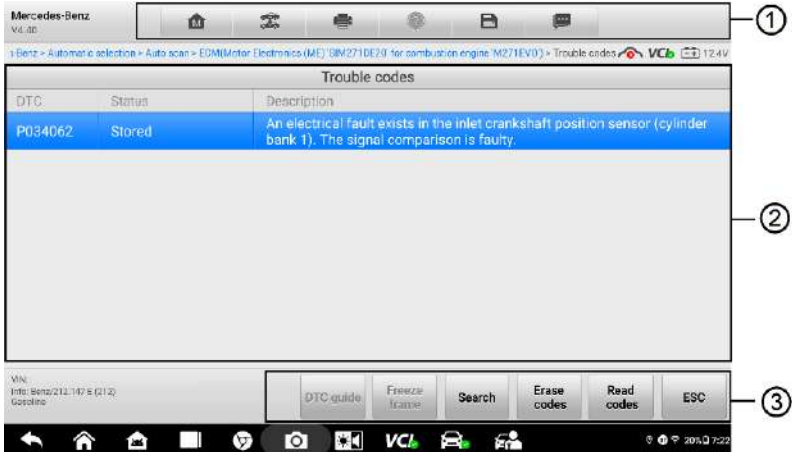 Mercedes-Benz
V4.40
①
s-Benz > Automatic selection > Auto scan > ECM(Motor Electronics (ME) 'SIM271DE20' for combustion engine 'M271EVO') > Trouble codes VCI 12.4V
Trouble codes
DTC Status Description
P034062 Stored An electrical fault exists in the inlet crankshaft position sensor (cylinder
bank 1). The signal comparison is faulty.
②
VIN:
Info: Benz/212.147 E (212)
Gasoline
DTC guide Freeze frame Search Erase codes Read codes ESC
③
VCI 20% 7:22